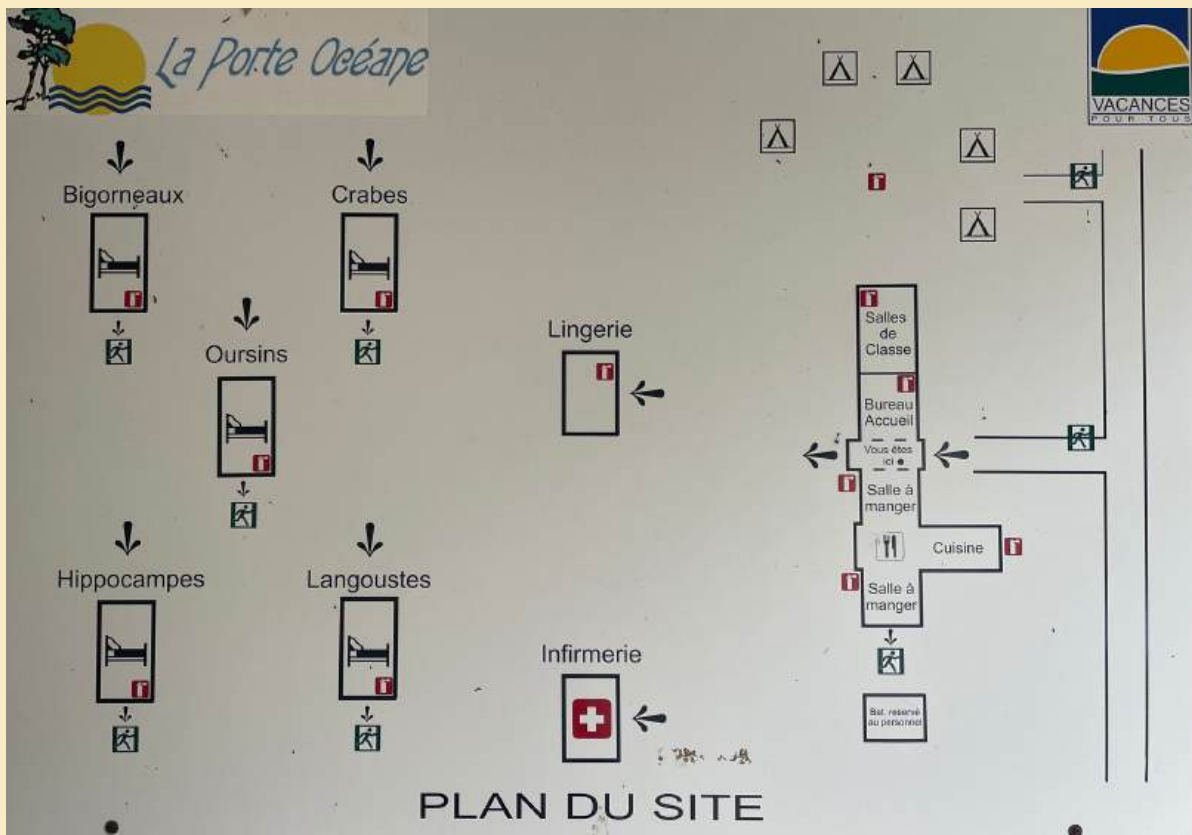 La Porte Océane
VACANCES
POUR TOUS
Bigorneaux
Crabes
Oursins
Lingerie
Salles
de
Classe
Bureau
Accueil
Vous êtes
ici
Salle à
manger
Cuisine
Salle à
manger
Hippocampes
Langoustes
Infirmerie
Bat. reservé
au personnel
PLAN DU SITE